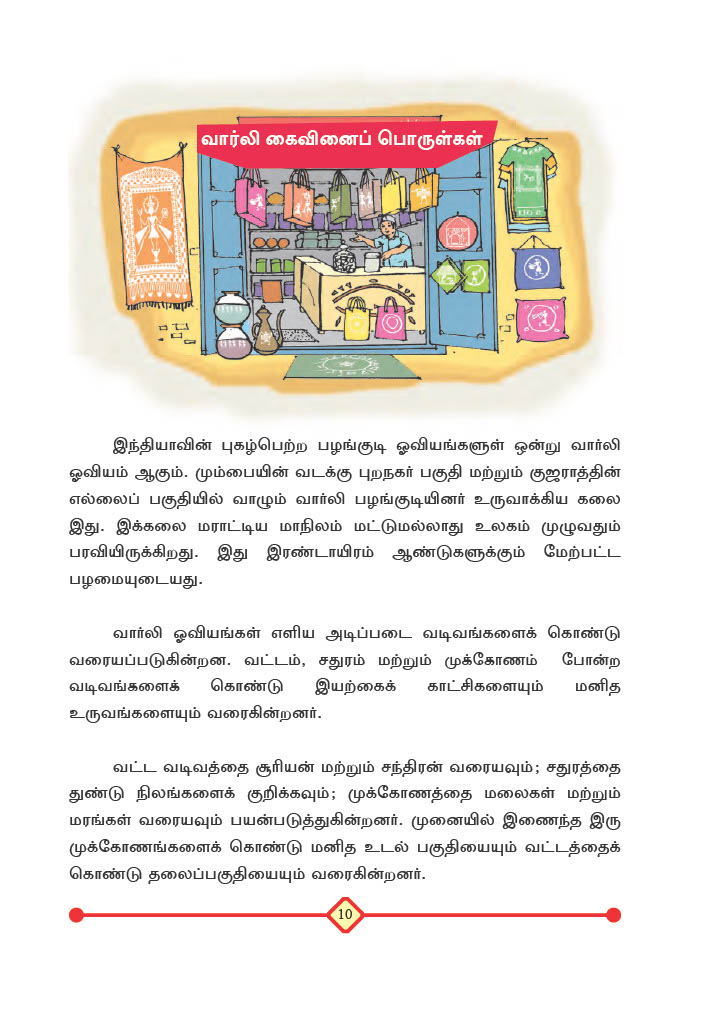 வார்லி கைவினைப் பொருள்கள்
இந்தியாவின் புகழ்பெற்ற பழங்குடி ஓவியங்களுள் ஒன்று வார்லி
ஓவியம் ஆகும். மும்பையின் வடக்கு புறநகர் பகுதி மற்றும் குஜராத்தின்
எல்லைப் பகுதியில் வாழும் வார்லி பழங்குடியினர் உருவாக்கிய கலை
இது. இக்கலை மராட்டிய மாநிலம் மட்டுமல்லாது உலகம் முழுவதும்
பரவியிருக்கிறது. இது இரண்டாயிரம் ஆண்டுகளுக்கும் மேற்பட்ட
பழமையுடையது.
வார்லி ஓவியங்கள் எளிய அடிப்படை வடிவங்களைக் கொண்டு
வரையப்படுகின்றன. வட்டம், சதுரம் மற்றும் முக்கோணம் போன்ற
வடிவங்களைக் கொண்டு இயற்கைக் காட்சிகளையும் மனித
உருவங்களையும் வரைகின்றனர்.
வட்ட வடிவத்தை சூரியன் மற்றும் சந்திரன் வரையவும்; சதுரத்தை
துண்டு நிலங்களைக் குறிக்கவும்; முக்கோணத்தை மலைகள் மற்றும்
மரங்கள் வரையவும் பயன்படுத்துகின்றனர். முனையில் இணைந்த இரு
முக்கோணங்களைக் கொண்டு மனித உடல் பகுதியையும் வட்டத்தைக்
கொண்டு தலைப்பகுதியையும் வரைகின்றனர்.
10